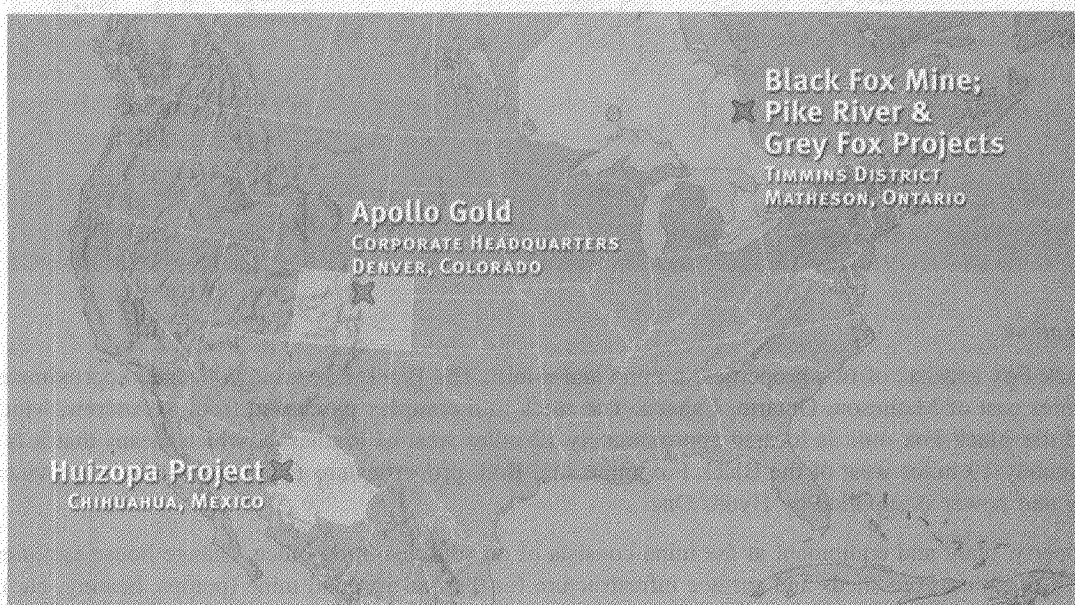 Black Fox Mine;
Pike River &
Grey Fox Projects
TIMMINS DISTRICT
MATHESON, ONTARIO
Apollo Gold
CORPORATE HEADQUARTERS
DENVER, COLORADO
Huizopa Project
CHIHUAHUA, MEXICO